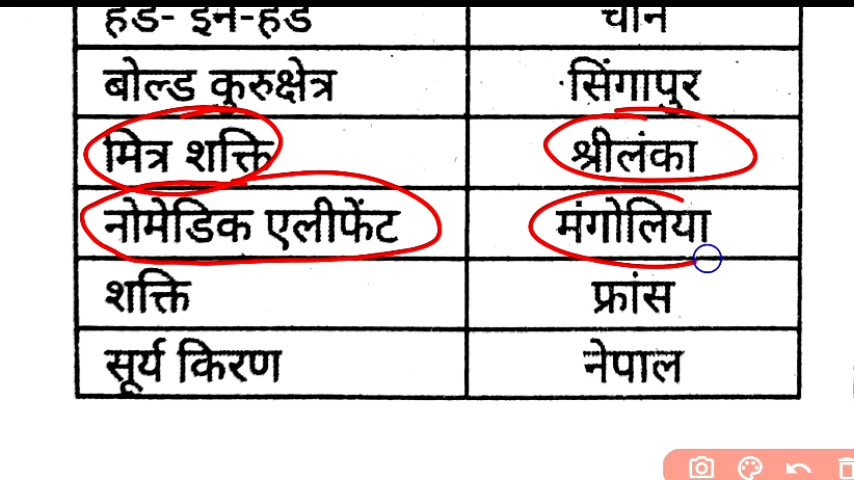 हैंड- इन-हैंड चीन
बोल्ड कुरुक्षेत्र सिंगापुर
मित्र शक्ति श्रीलंका
नोमेडिक एलीफेंट मंगोलिया
शक्ति फ्रांस
सूर्य किरण नेपाल